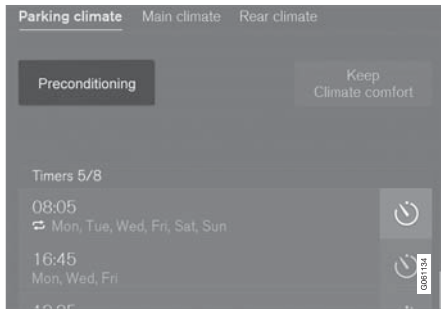 Parking climate Main climate Rear climate
Preconditioning
Keep
Climate comfort
Timers 5/8
08:05
Mon, Tue, Wed, Fri, Sat, Sun
16:45
Mon, Wed, Fri
G061134